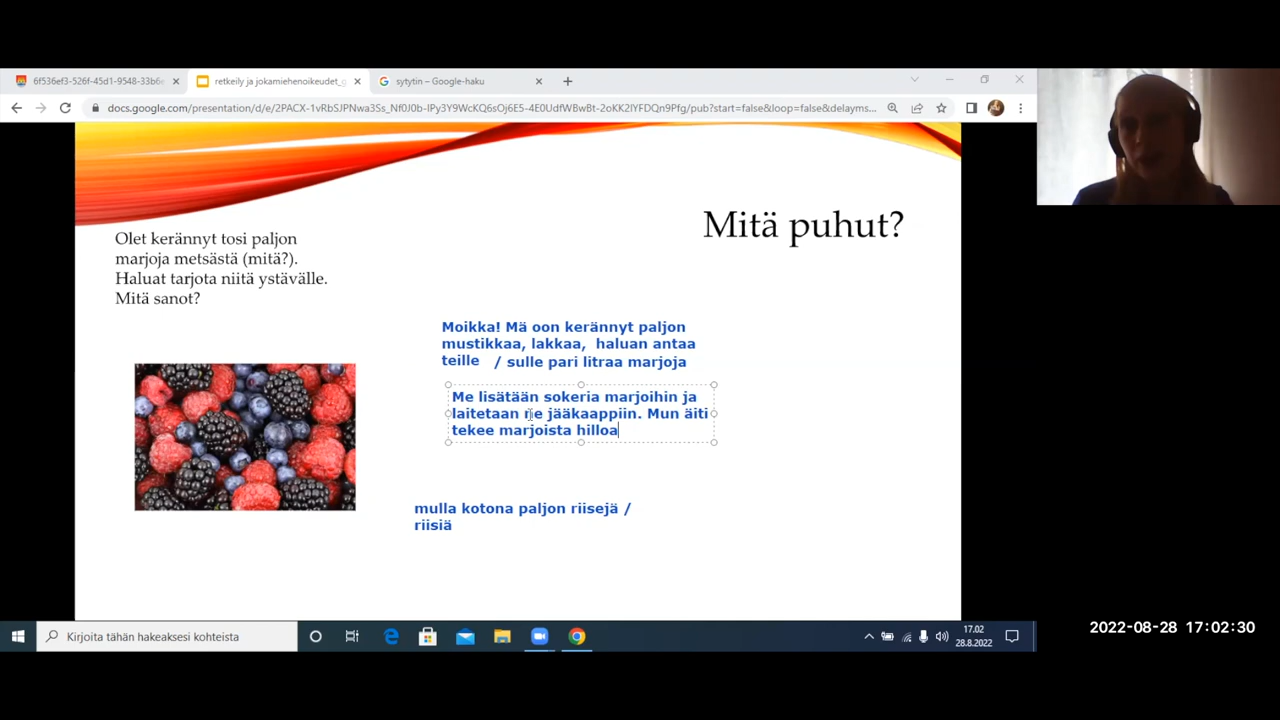 6f536ef3-526f-45d1-9548-33b6e
retkeily ja jokamiehenoikeudet_g
sytytin – Google-haku
docs.google.com/presentation/d/e/2PACX-1vRbSJPNwa3Ss_Nf0J0b-IPy3Y9WcKQ6sOj6E5-4E0UdfWBwBt-2oKK2lYFDQn9Pfg/pub?start=false&loop=false&delayms...
Mitä puhut?
Olet kerännyt tosi paljon
marjoja metsästä (mitä?).
Haluat tarjota niitä ystävälle.
Mitä sanot?
Moikka! Mä oon kerännyt paljon
mustikkaa, lakkaa, haluan antaa
teille / sulle pari litraa marjoja
Me lisätään sokeria marjoihin ja
laitetaan ne jääkaappiin. Mun äiti
tekee marjoista hilloa
mulla kotona paljon riisejä /
riisiä
Kirjoita tähän hakeaksesi kohteista
17.02
28.8.2022
2022-08-28 17:02:30